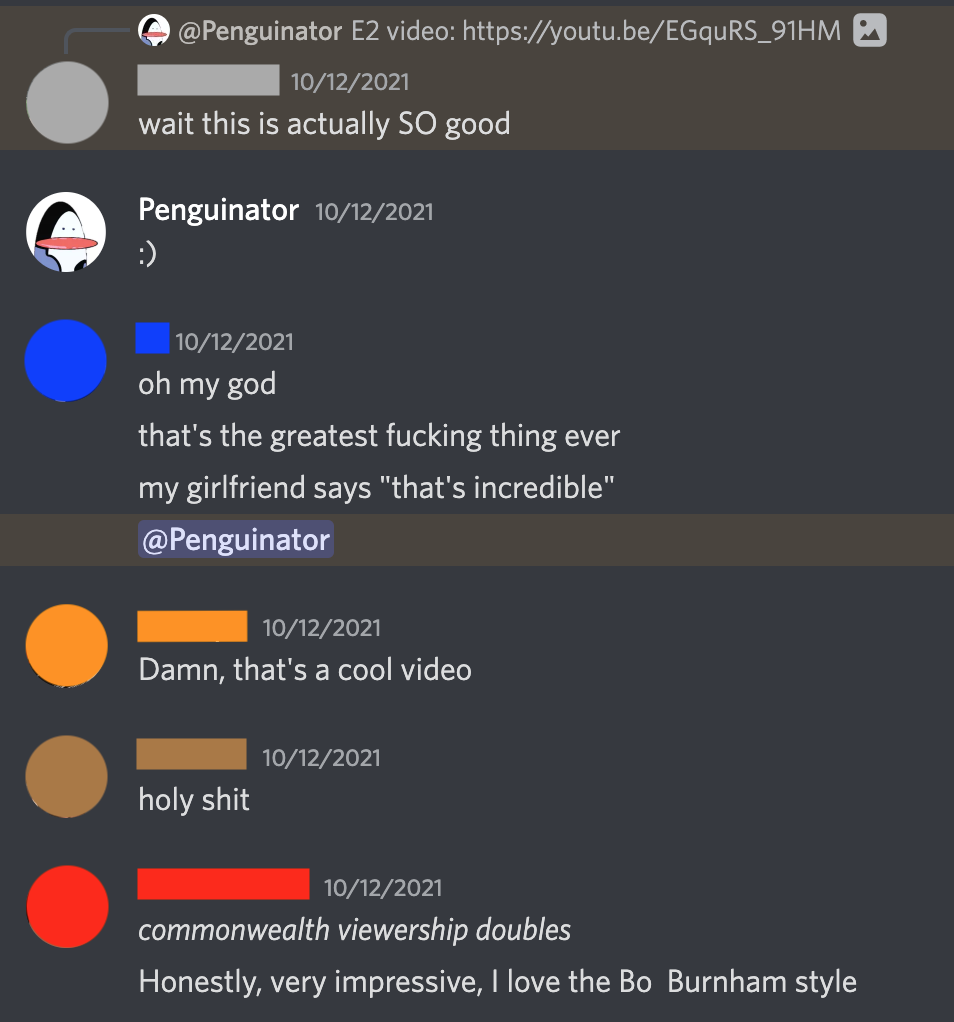 @Penguinator E2 video: https://youtu.be/EGquRS_91HM
10/12/2021
wait this is actually SO good
Penguinator 10/12/2021
:)
10/12/2021
oh my god
that's the greatest fucking thing ever
my girlfriend says "that's incredible"
@Penguinator
10/12/2021
Damn, that's a cool video
10/12/2021
holy shit
10/12/2021
commonwealth viewership doubles
Honestly, very impressive, I love the Bo  Burnham style